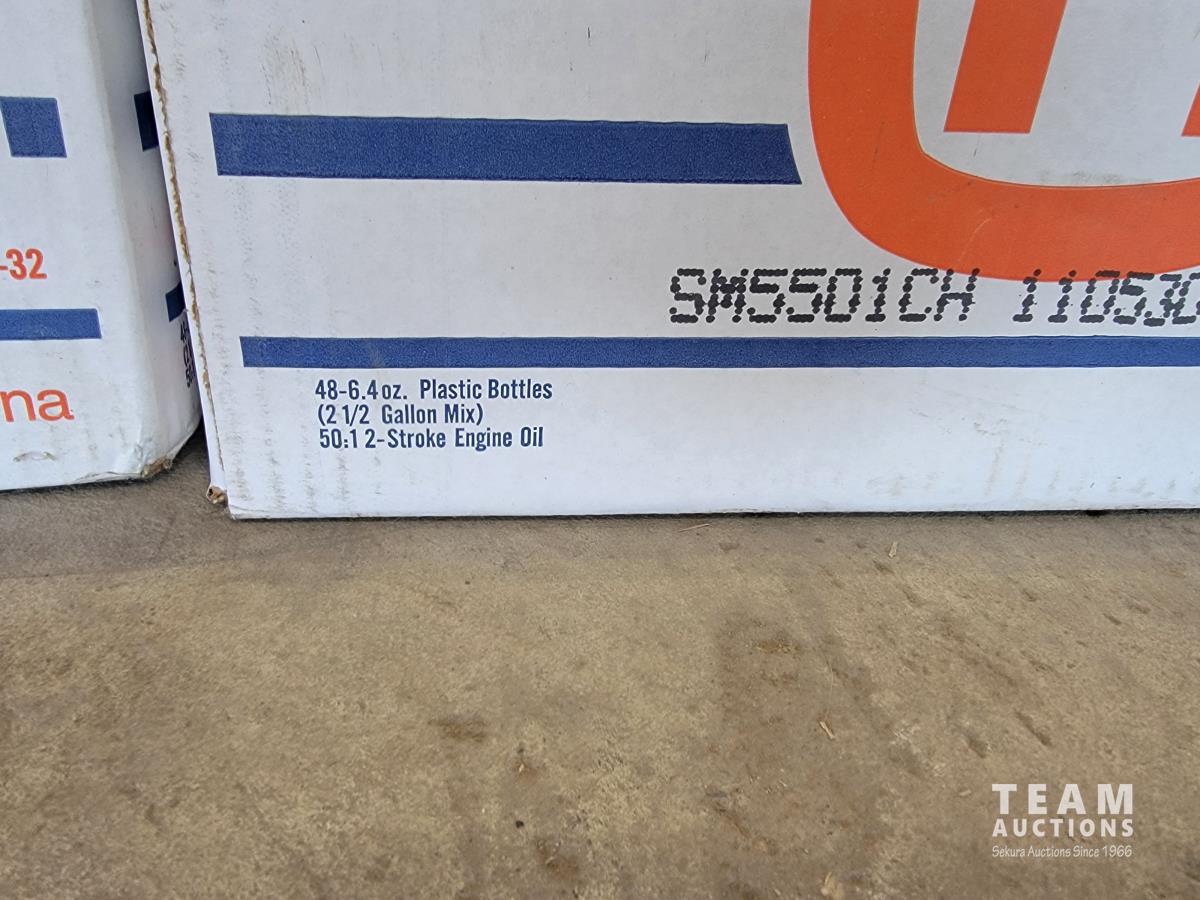 -32
na
SM5501CH 110530
48-6.4 oz. Plastic Bottles
(2 1/2 Gallon Mix)
50:1 2-Stroke Engine Oil
TEAM
AUCTIONS
Sekura Auctions Since 1966